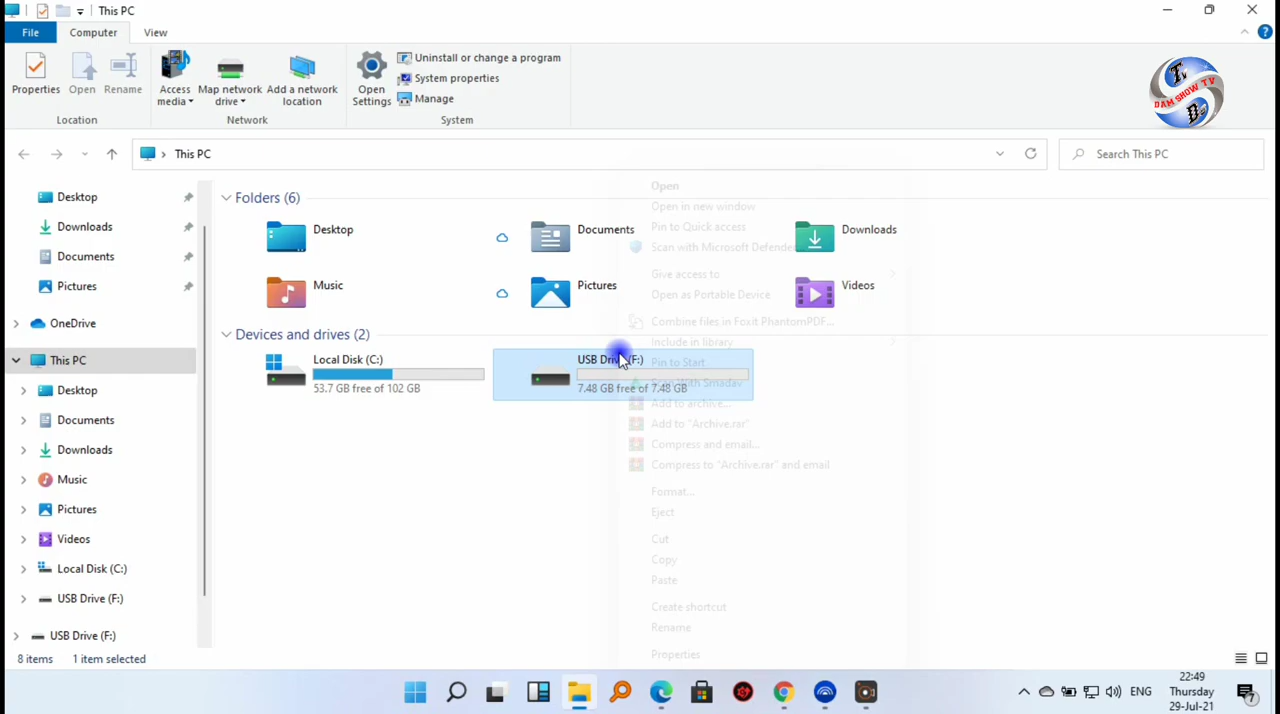 This PC
File
Computer
View
Properties
Open
Rename
Access media
Map network drive
Add a network location
Open Settings
Uninstall or change a program
System properties
Manage
Location
Network
System
TV
DAM SHOW TV
This PC
Search This PC
Desktop
Downloads
Documents
Pictures
OneDrive
This PC
Desktop
Documents
Downloads
Music
Pictures
Videos
Local Disk (C:)
USB Drive (F:)
USB Drive (F:)
Folders (6)
Desktop
Documents
Downloads
Music
Pictures
Videos
Devices and drives (2)
Local Disk (C:)
53.7 GB free of 102 GB
USB Drive (F:)
7.48 GB free of 7.48 GB
Open
Open in new window
Pin to Quick access
Scan with Microsoft Defender
Give access to
Open as Portable Device
Combine files in Foxit PhantomPDF...
Include in library
Pin to Start
Scan With Smadav
Add to archive...
Add to "Archive.rar"
Compress and email...
Compress to "Archive.rar" and email
Format...
Eject
Cut
Copy
Paste
Create shortcut
Rename
Properties
8 items
1 item selected
ENG
22:49
Thursday
29-Jul-21
7